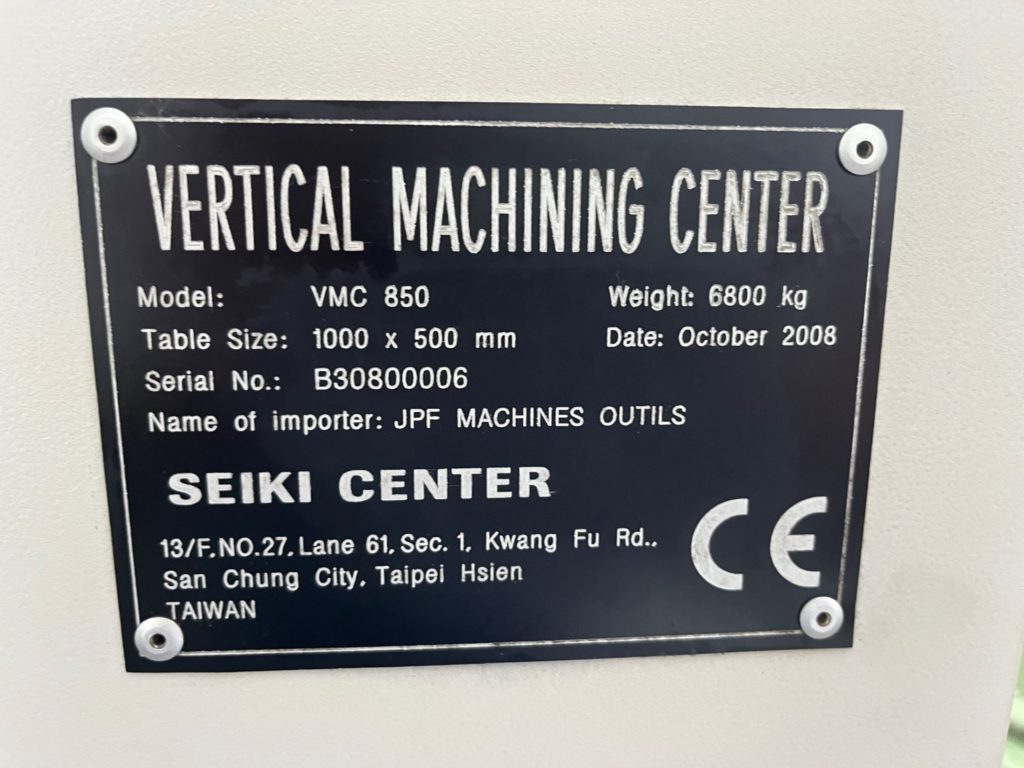 VERTICAL MACHINING CENTER
Model: VMC 850 Weight: 6800 kg
Table Size: 1000 x 500 mm Date: October 2008
Serial No.: B30800006
Name of importer: JPF MACHINES OUTILS
SEIKI CENTER
13/F,NO.27, Lane 61, Sec. 1, Kwang Fu Rd.,
San Chung City, Taipei Hsien
TAIWAN
CE